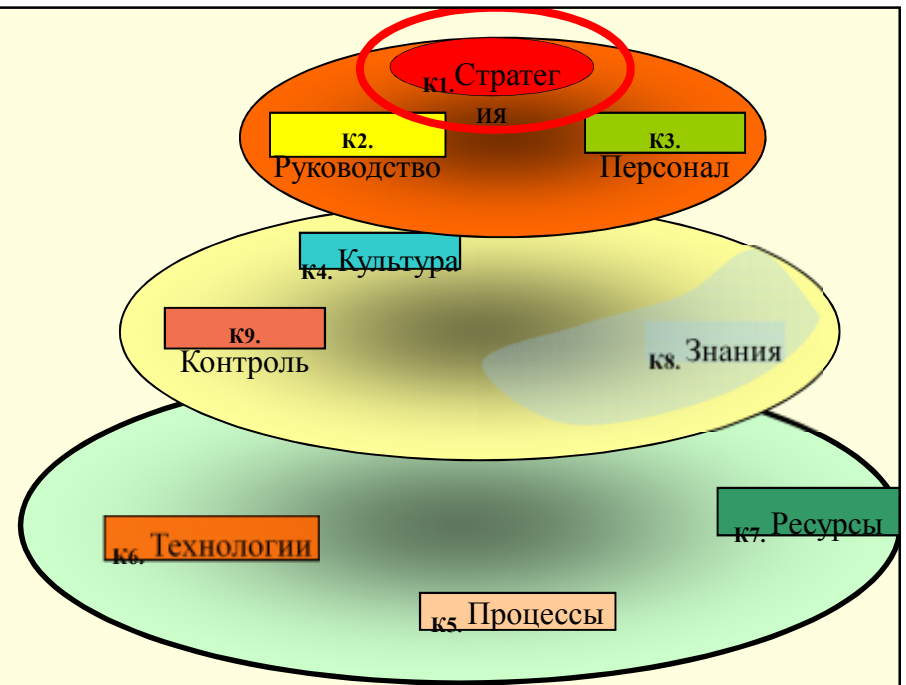 К1. Стратег
ия
К2.
Руководство
К3.
Персонал
К4. Культура
К9.
Контроль
К8. Знания
К7. Ресурсы
К6. Технологии
К5. Процессы